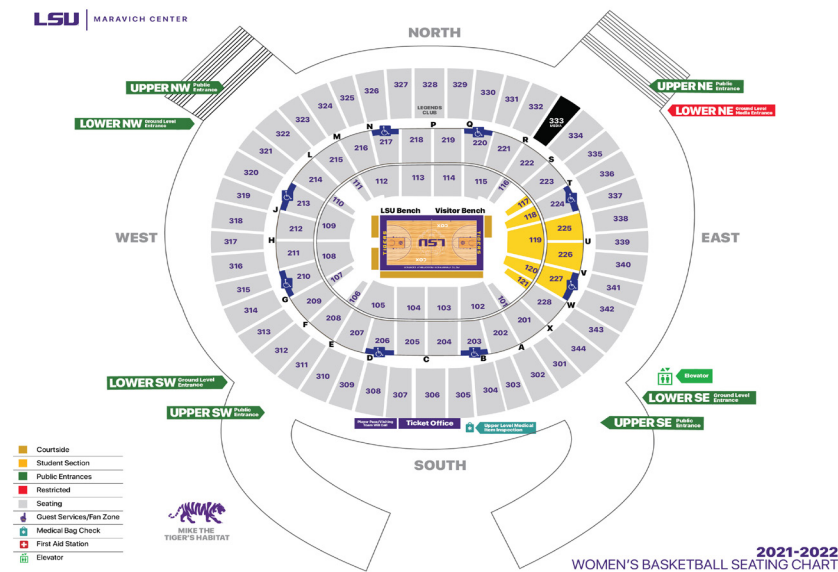 LSU MARAVICH CENTER
NORTH
UPPER NW Public Entrance
LOWER NW Ground Level Entrance
UPPER NE Public Entrance
LOWER NE Ground Level Media Entrance
WEST
EAST
324 325 326 327 328 329 330 331 332 333 MEDIA
LEGENDS CLUB
323 334
322 335
321 336
320 337
319 338
318 339
317 340
316 341
315 342
314 343
313 344
312 301
311 302
310 303
309 304
308 307 306 305
M N P Q R
L S
J T
H U
G V
F W
E X
D C B A
215 216 217 218 219 220 221 222
214 223
213 224
212 225
211 226
210 227
209 228
208 201
207 206 205 204 203 202
111 112 113 114 115 116
110 117
109 118
108 119
107 120
106 121
105 104 103 102 101
LSU Bench Visitor Bench
TIGERS LSU TIGERS
LOWER SW Ground Level Entrance
UPPER SW Public Entrance
Elevator
LOWER SE Ground Level Entrance
UPPER SE Public Entrance
Ticket Office
Upper Level Medical Item Inspection
SOUTH
Courtside
Student Section
Public Entrances
Restricted
Seating
Guest Services/Fan Zone
Medical Bag Check
First Aid Station
Elevator
MIKE THE
TIGER'S HABITAT
2021-2022
WOMEN'S BASKETBALL SEATING CHART